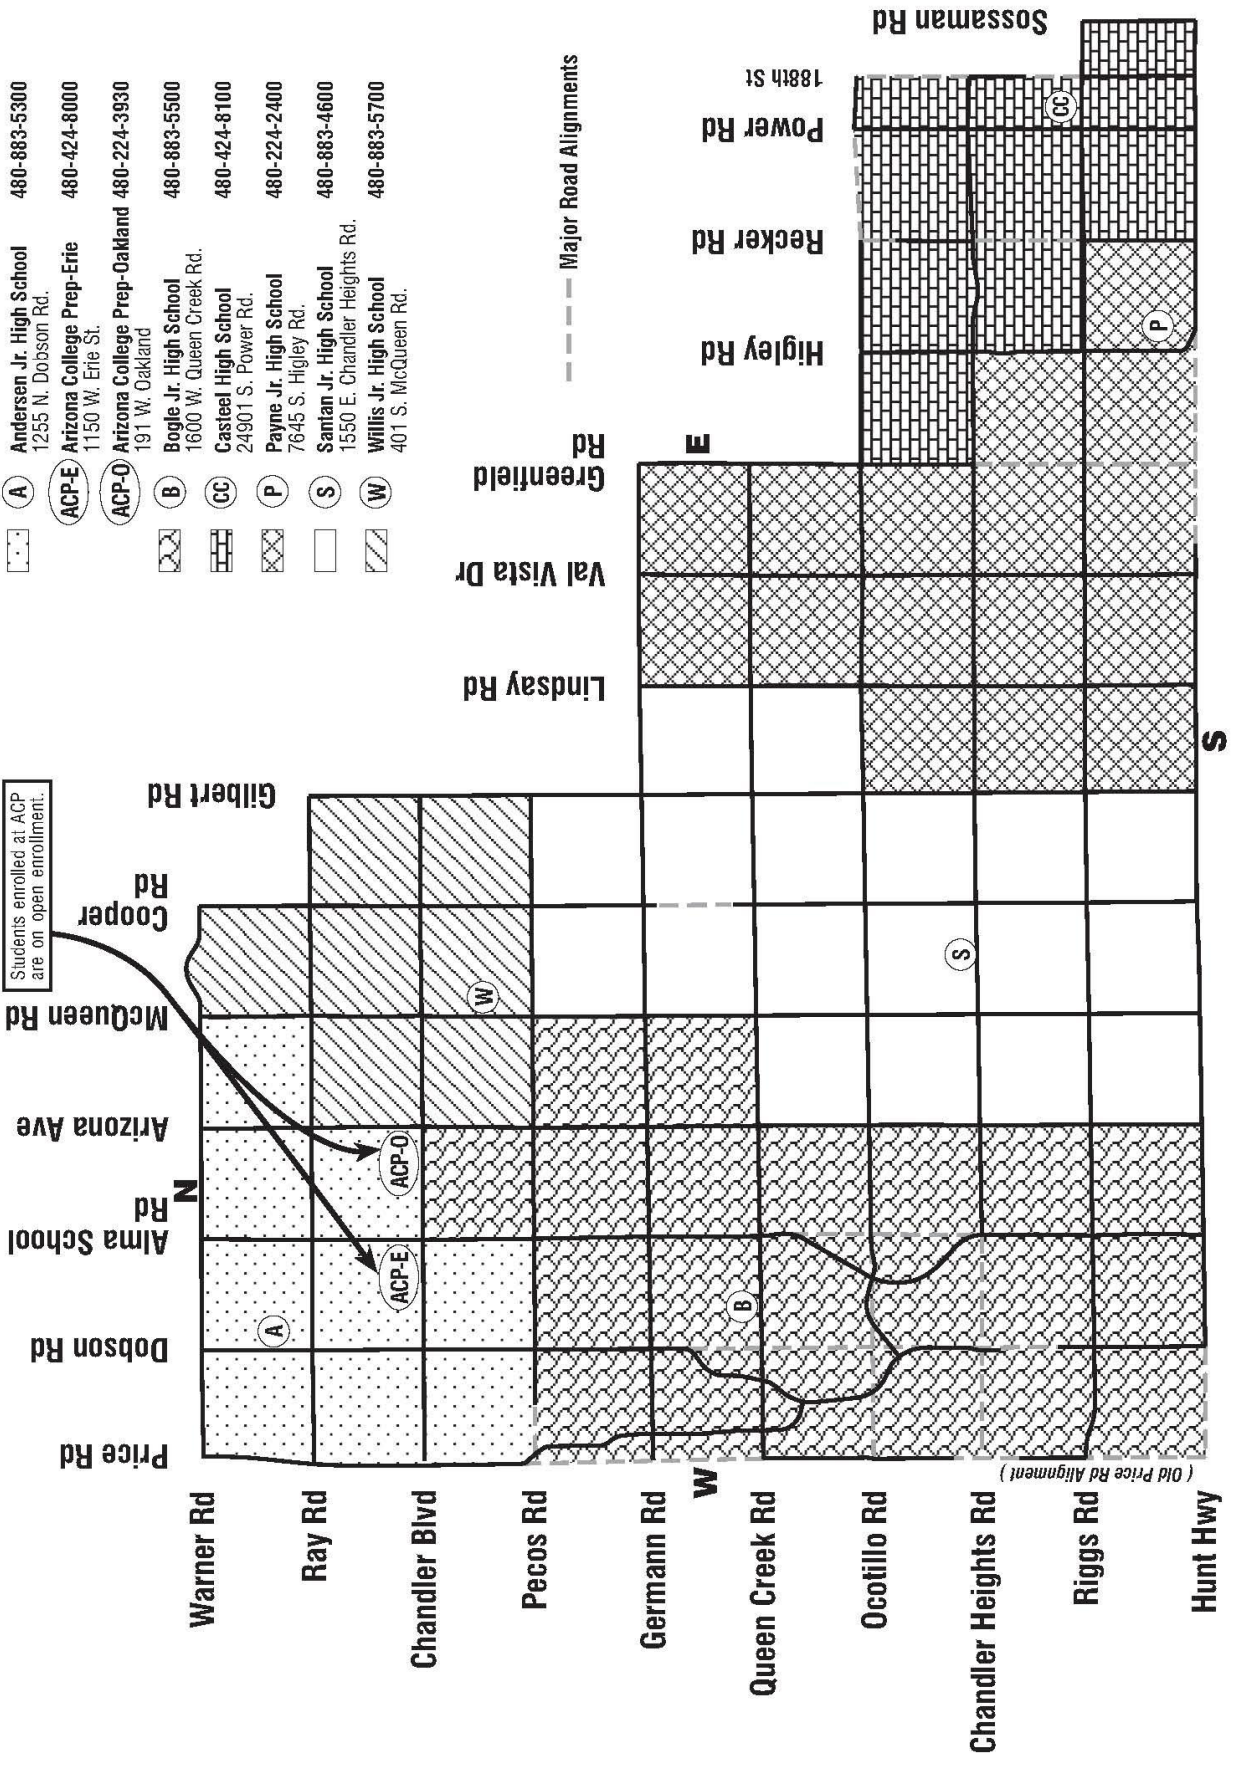 A Andersen Jr. High School 480-883-5300
1255 N. Dobson Rd.
ACP-E Arizona College Prep-Erie 480-424-8000
1150 W. Erie St.
ACP-O Arizona College Prep-Oakland 480-224-3930
191 W. Oakland
B Bogle Jr. High School 480-883-5500
1600 W. Queen Creek Rd.
CC Casteel High School 480-424-8100
24901 S. Power Rd.
P Payne Jr. High School 480-224-2400
7645 S. Higley Rd.
S Santan Jr. High School 480-883-4600
1550 E. Chandler Heights Rd.
W Willis Jr. High School 480-883-5700
401 S. McQueen Rd.
Major Road Alignments
Students enrolled at ACP
are on open enrollment.
Price Rd
Dobson Rd
Alma School
Rd
Arizona Ave
McQueen Rd
Cooper
Rd
Gilbert Rd
Lindsay Rd
Val Vista Dr
Greenfield
Rd
Higley Rd
Recker Rd
Power Rd
188th St
Sossaman
Rd
Warner Rd
Ray Rd
Chandler Blvd
Pecos Rd
Germann Rd
Queen Creek Rd
Ocotillo Rd
Chandler Heights Rd
Riggs Rd
Hunt Hwy
( Old Price Rd Alignment )
N
E
S
W
A
ACP-E
ACP-O
W
B
S
P
CC